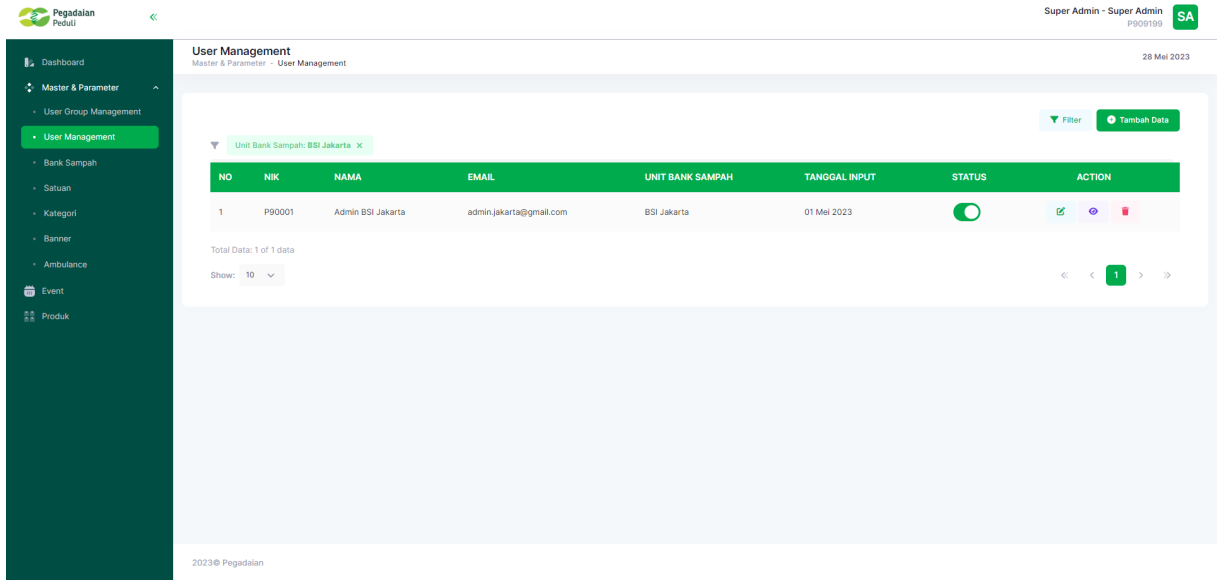 Pegadaian
Peduli
Super Admin - Super Admin
P909199
SA
Dashboard
Master & Parameter
User Group Management
User Management
Bank Sampah
Satuan
Kategori
Banner
Ambulance
Event
Produk
User Management
Master & Parameter - User Management
28 Mei 2023
Filter
Tambah Data
Unit Bank Sampah: BSI Jakarta ×
NO NIK NAMA EMAIL UNIT BANK SAMPAH TANGGAL INPUT STATUS ACTION
1 P90001 Admin BSI Jakarta admin.jakarta@gmail.com BSI Jakarta 01 Mei 2023
Total Data: 1 of 1 data
Show: 10
« < 1 > »
2023© Pegadaian